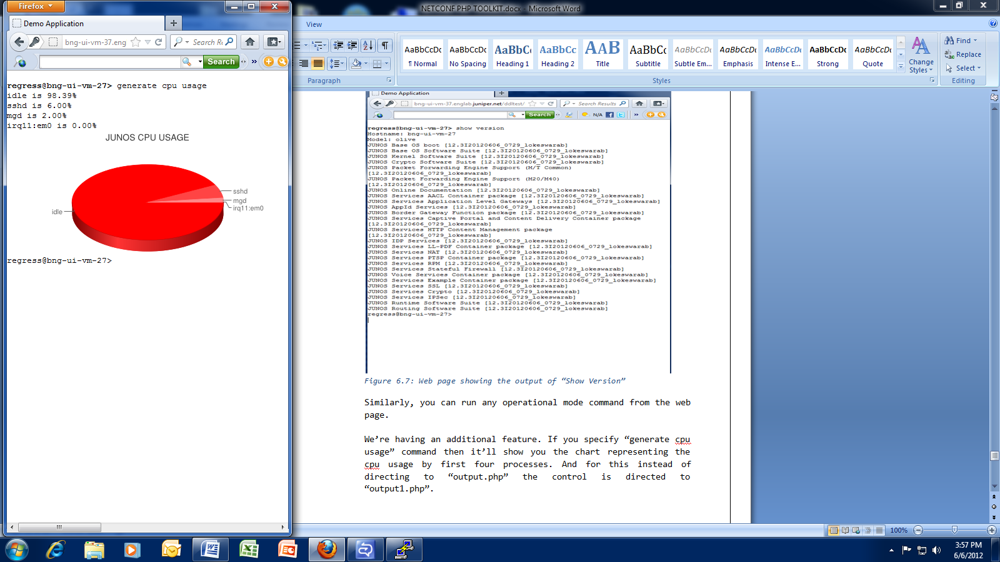 Firefox
Demo Application
bng-ui-vm-37.eng
Search
regress@bng-ui-vm-27> generate cpu usage
idle is 98.39%
sshd is 6.00%
mgd is 2.00%
irq11:em0 is 0.00%
JUNOS CPU USAGE
sshd
mgd
irq11:em0
idle
regress@bng-ui-vm-27>
NETCONF PHP TOOLKIT.docx - Microsoft Word
View
AaBbCcDc AaBbCcDc AaBbC AaBbCc AaB AaBbCc AaBbCcDc AaBbCcDc AaBbCcDc AaBbCcDc AaBbCcDc
¶ Normal No Spacing Heading 1 Heading 2 Title Subtitle Subtle Em... Emphasis Intense E... Strong Quote
Change
Styles
Find
Replace
Select
Paragraph
Styles
Editing
Demo Application
bng-ui-vm-37.englab.juniper.net/ddltest/
Search Results
Search
N/A
regress@bng-ui-vm-27> show version
Hostname: bng-ui-vm-27
Model: olive
JUNOS Base OS boot [12.3I20120606_0729_lokeswarab]
JUNOS Base OS Software Suite [12.3I20120606_0729_lokeswarab]
JUNOS Kernel Software Suite [12.3I20120606_0729_lokeswarab]
JUNOS Crypto Software Suite [12.3I20120606_0729_lokeswarab]
JUNOS Packet Forwarding Engine Support (M/T Common)
[12.3I20120606_0729_lokeswarab]
JUNOS Packet Forwarding Engine Support (M20/M40)
[12.3I20120606_0729_lokeswarab]
JUNOS Online Documentation [12.3I20120606_0729_lokeswarab]
JUNOS Services AACL Container package [12.3I20120606_0729_lokeswarab]
JUNOS Services Application Level Gateways [12.3I20120606_0729_lokeswarab]
JUNOS AppId Services [12.3I20120606_0729_lokeswarab]
JUNOS Border Gateway Function package [12.3I20120606_0729_lokeswarab]
JUNOS Services Captive Portal and Content Delivery Container package
[12.3I20120606_0729_lokeswarab]
JUNOS Services HTTP Content Management package
[12.3I20120606_0729_lokeswarab]
JUNOS IDP Services [12.3I20120606_0729_lokeswarab]
JUNOS Services LL-PDF Container package [12.3I20120606_0729_lokeswarab]
JUNOS Services NAT [12.3I20120606_0729_lokeswarab]
JUNOS Services PTSP Container package [12.3I20120606_0729_lokeswarab]
JUNOS Services RPM [12.3I20120606_0729_lokeswarab]
JUNOS Services Stateful Firewall [12.3I20120606_0729_lokeswarab]
JUNOS Voice Services Container package [12.3I20120606_0729_lokeswarab]
JUNOS Services Example Container package [12.3I20120606_0729_lokeswarab]
JUNOS Services SSL [12.3I20120606_0729_lokeswarab]
JUNOS Services Crypto [12.3I20120606_0729_lokeswarab]
JUNOS Services IPSec [12.3I20120606_0729_lokeswarab]
JUNOS Runtime Software Suite [12.3I20120606_0729_lokeswarab]
JUNOS Routing Software Suite [12.3I20120606_0729_lokeswarab]
regress@bng-ui-vm-27>
Figure 6.7: Web page showing the output of “Show Version”
Similarly, you can run any operational mode command from the web
page.
We’re having an additional feature. If you specify “generate cpu
usage” command then it’ll show you the chart representing the
cpu usage by first four processes. And for this instead of
directing to “output.php” the control is directed to
“output1.php”.
100%
3:57 PM
6/6/2012